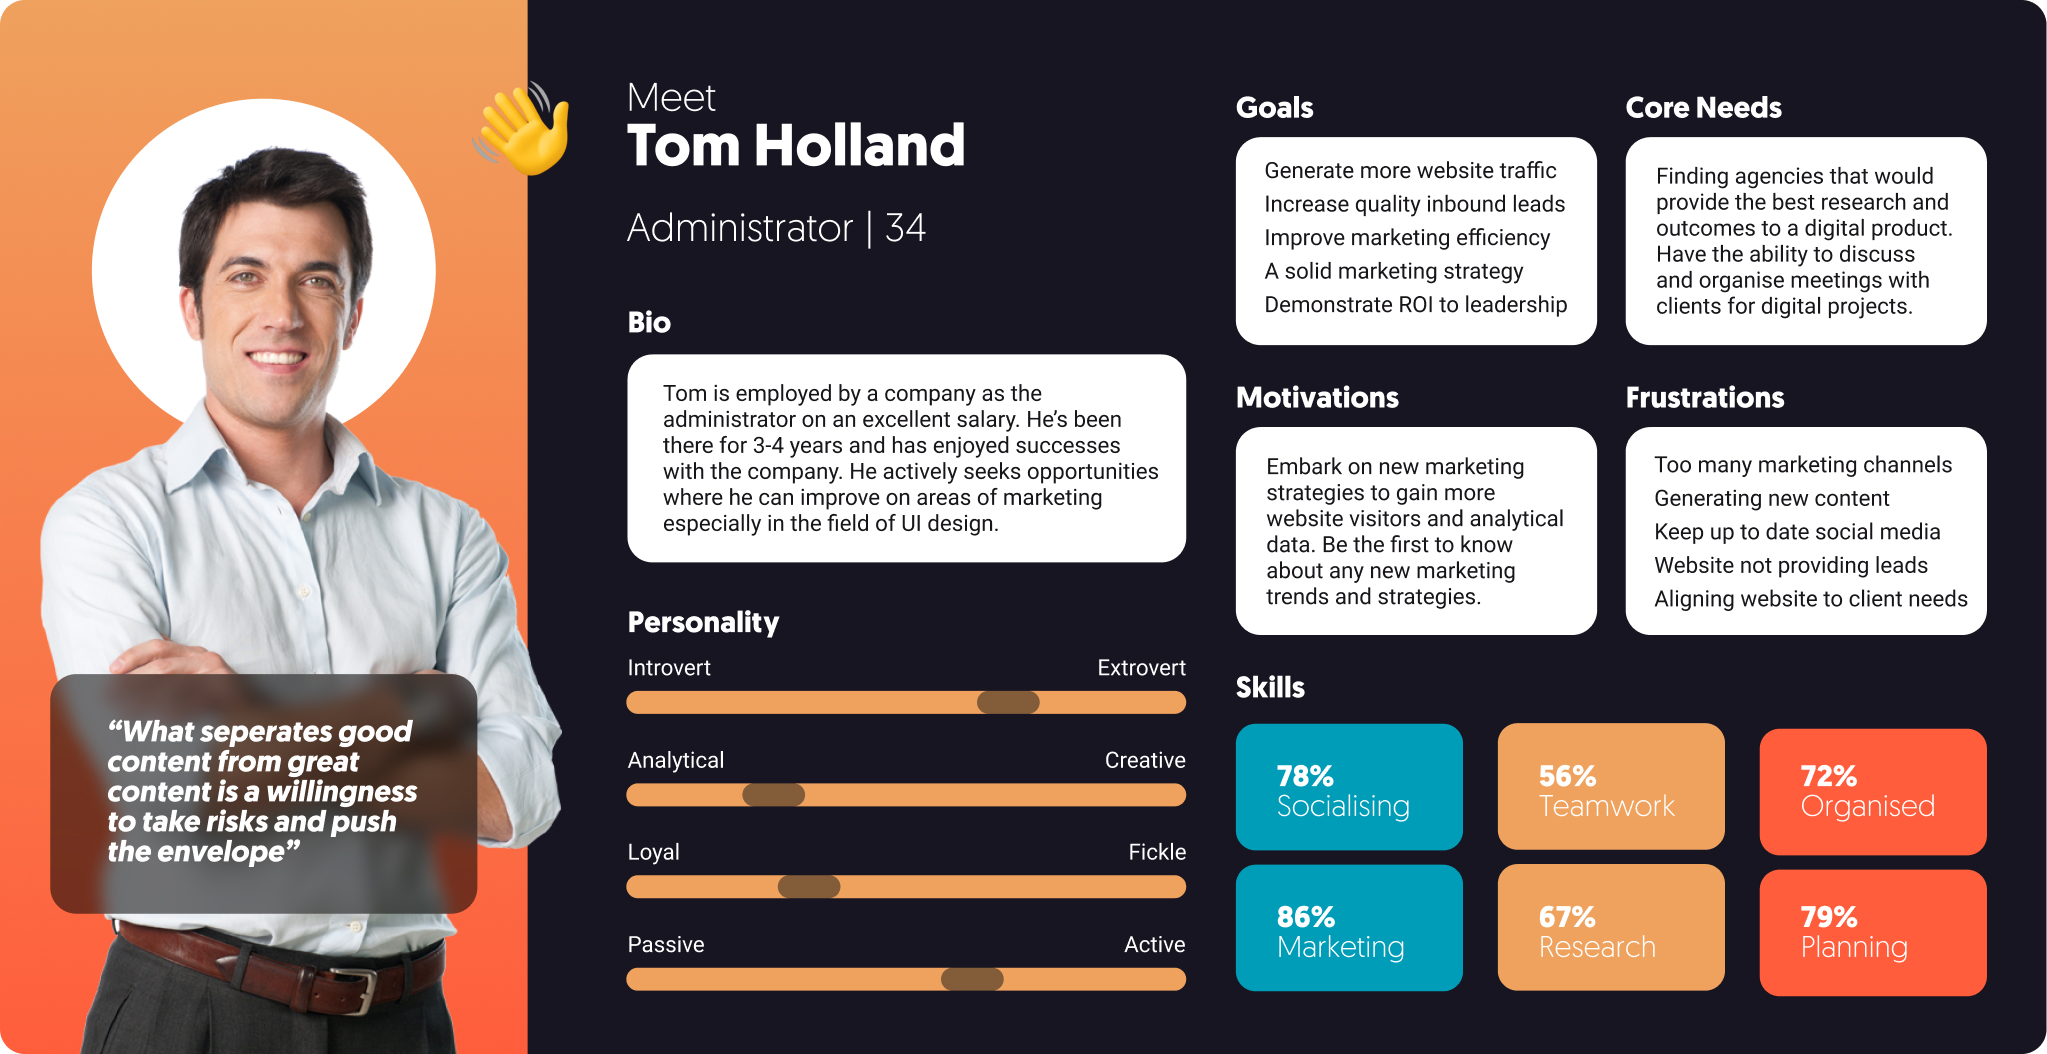 Meet
Tom Holland
Administrator | 34
Bio
Tom is employed by a company as the
administrator on an excellent salary. He’s been
there for 3-4 years and has enjoyed successes
with the company. He actively seeks opportunities
where he can improve on areas of marketing
especially in the field of UI design.
Personality
Introvert Extrovert
Analytical Creative
Loyal Fickle
Passive Active
“What seperates good
content from great
content is a willingness
to take risks and push
the envelope”
Goals
Generate more website traffic
Increase quality inbound leads
Improve marketing efficiency
A solid marketing strategy
Demonstrate ROI to leadership
Core Needs
Finding agencies that would
provide the best research and
outcomes to a digital product.
Have the ability to discuss
and organise meetings with
clients for digital projects.
Motivations
Embark on new marketing
strategies to gain more
website visitors and analytical
data. Be the first to know
about any new marketing
trends and strategies.
Frustrations
Too many marketing channels
Generating new content
Keep up to date social media
Website not providing leads
Aligning website to client needs
Skills
78%
Socialising
56%
Teamwork
72%
Organised
86%
Marketing
67%
Research
79%
Planning